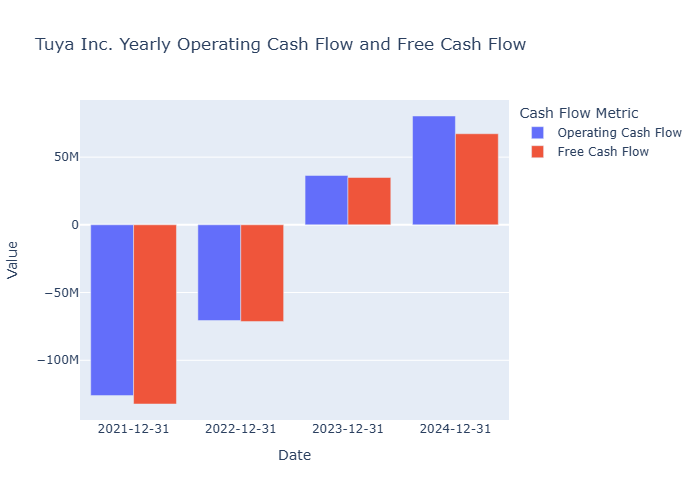 Tuya Inc. Yearly Operating Cash Flow and Free Cash Flow
Cash Flow Metric
Operating Cash Flow
Free Cash Flow
50M
0
−50M
−100M
Value
2021-12-31 2022-12-31 2023-12-31 2024-12-31
Date